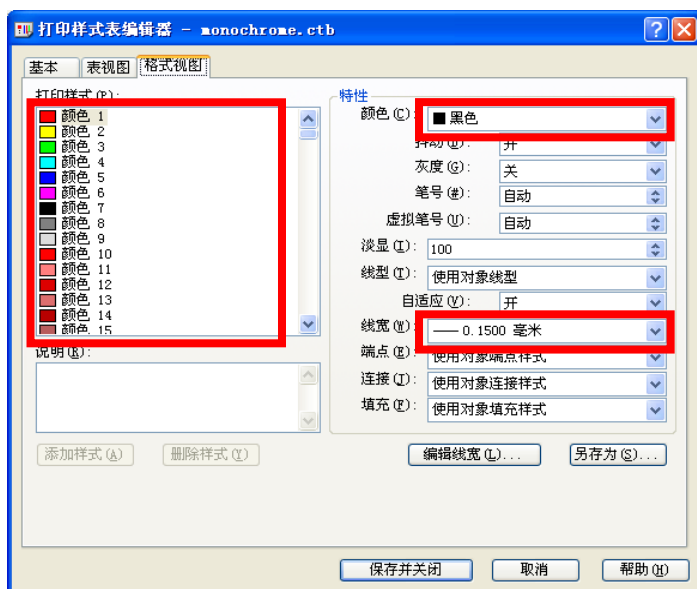 打印样式表编辑器 - monochrome.ctb
基本 表视图 格式视图
打印样式(P):
颜色 1
颜色 2
颜色 3
颜色 4
颜色 5
颜色 6
颜色 7
颜色 8
颜色 9
颜色 10
颜色 11
颜色 12
颜色 13
颜色 14
颜色 15
说明(R):
添加样式(A) 删除样式(Y)
特性
颜色(C): 黑色
抖动(D): 开
灰度(G): 关
笔号(#): 自动
虚拟笔号(U): 自动
淡显(I): 100
线型(T): 使用对象线型
自适应(V): 开
线宽(W): 0.1500 毫米
端点(E): 使用对象端点样式
连接(J): 使用对象连接样式
填充(F): 使用对象填充样式
编辑线宽(L)... 另存为(S)...
保存并关闭 取消 帮助(H)